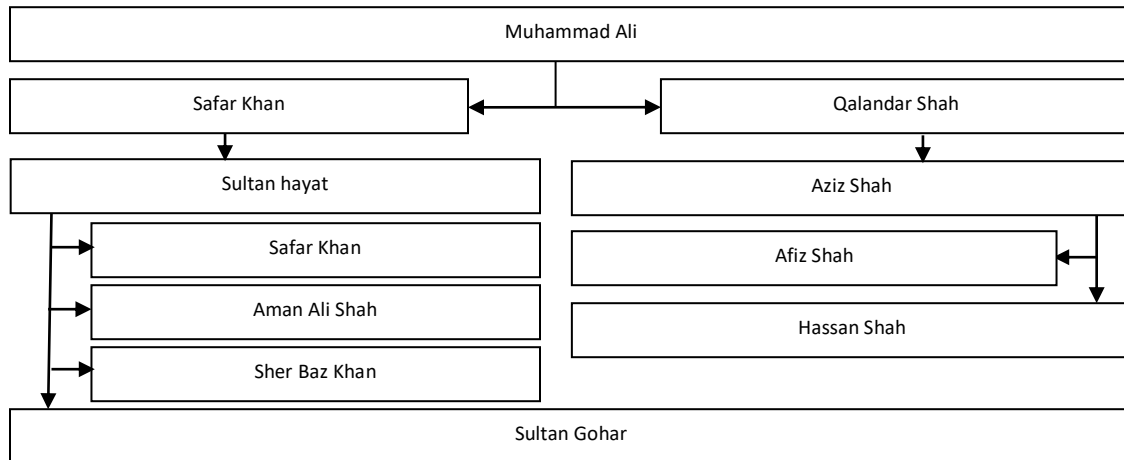 Muhammad Ali
Safar Khan
Qalandar Shah
Sultan hayat
Aziz Shah
Safar Khan
Afiz Shah
Aman Ali Shah
Hassan Shah
Sher Baz Khan
Sultan Gohar